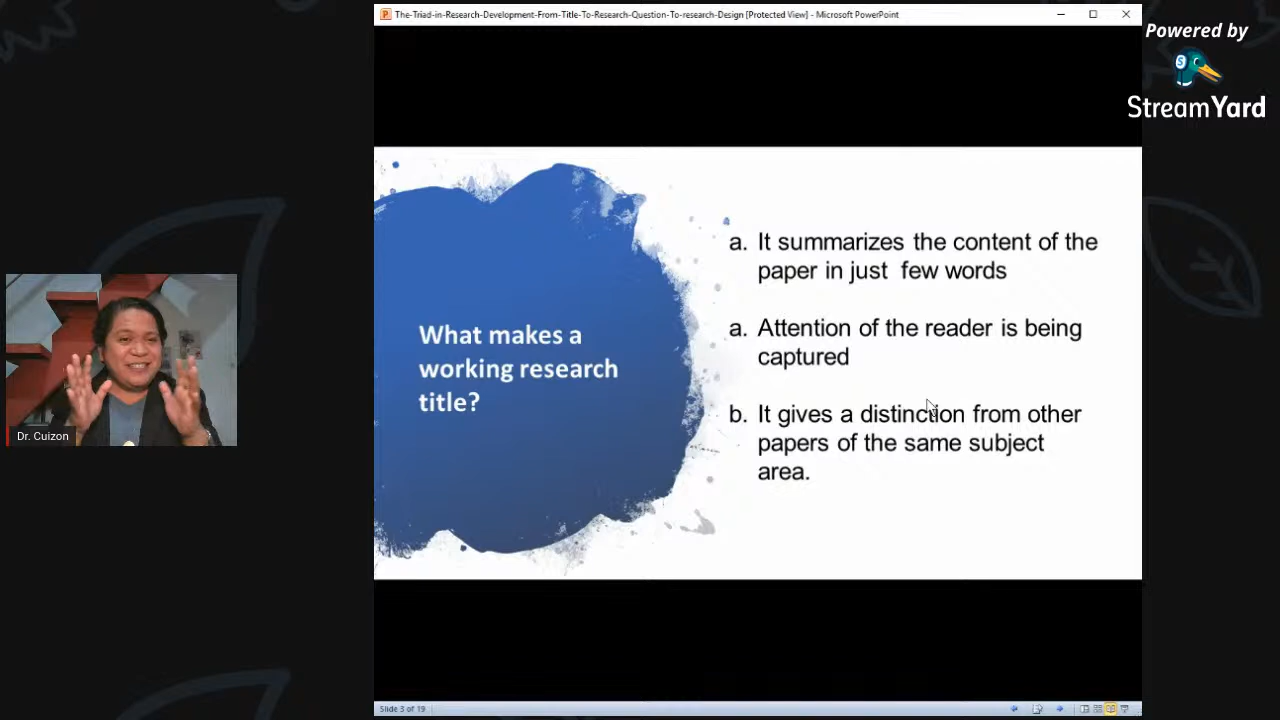 The-Triad-in-Research-Development-From-Title-To-Research-Question-To-research-Design [Protected View] - Microsoft PowerPoint
Powered by
S
StreamYard
What makes a
working research
title?
a. It summarizes the content of the
paper in just few words
a. Attention of the reader is being
captured
b. It gives a distinction from other
papers of the same subject
area.
Dr. Cuizon
Slide 3 of 19